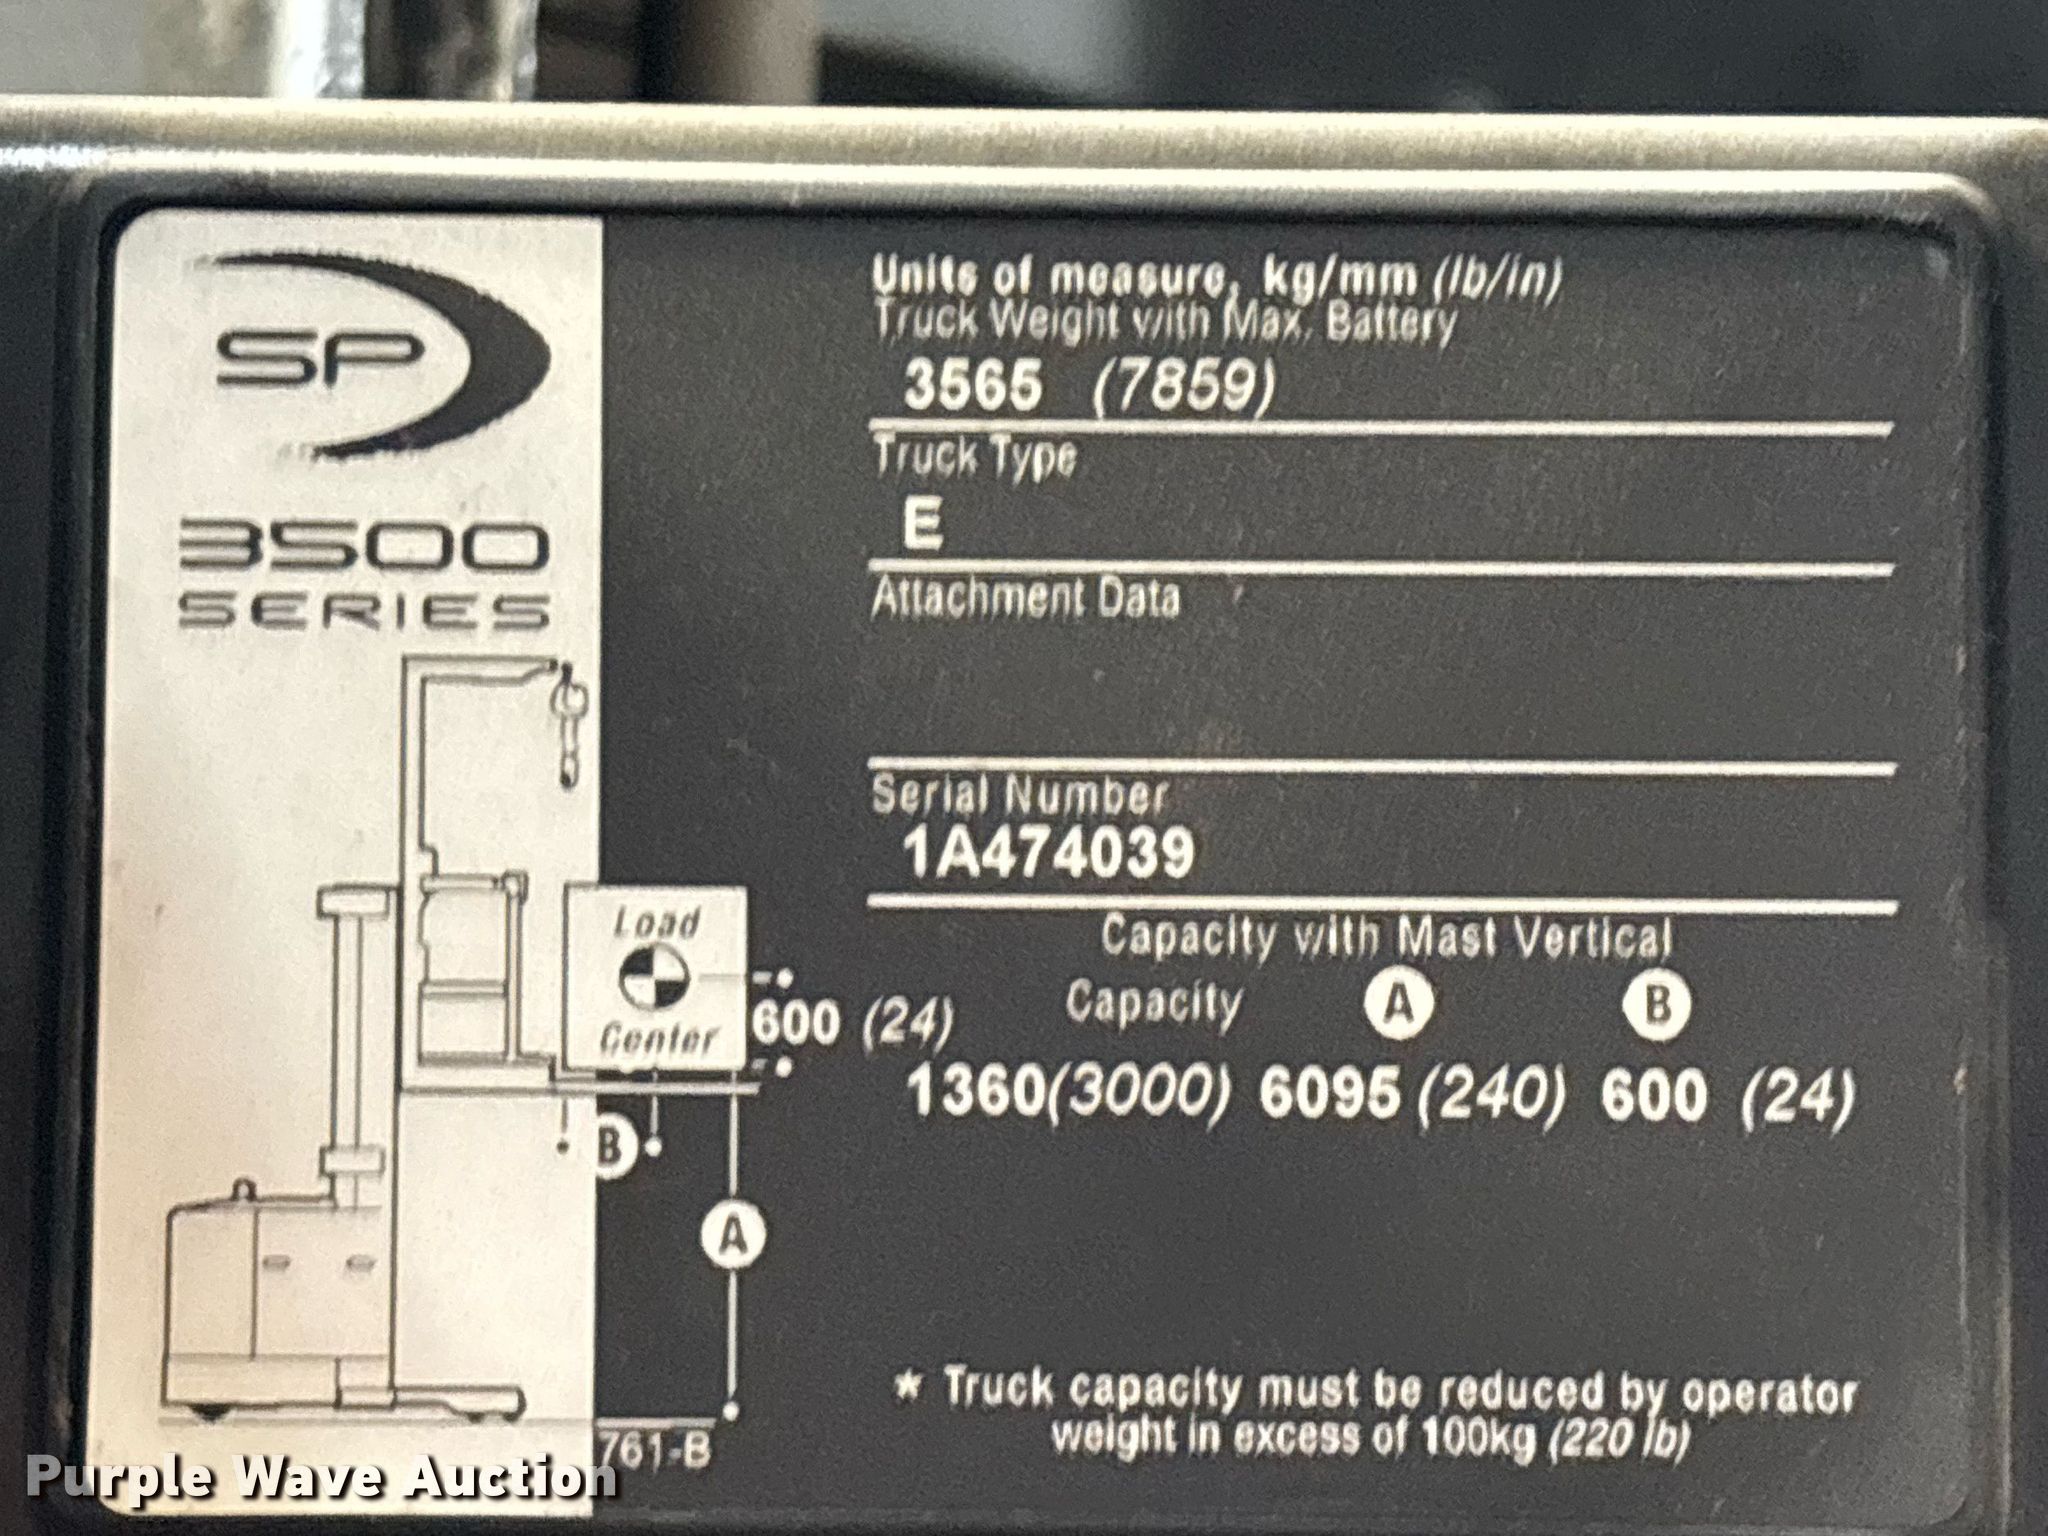 SP
3500
SERIES
Units of measure, kg/mm (lb/in)
Truck Weight with Max. Battery
3565 (7859)
Truck Type
E
Attachment Data
Serial Number
1A474039
Capacity with Mast Vertical
Capacity A B
1360(3000) 6095 (240) 600 (24)
Load
Center
600 (24)
B
A
761-B
* Truck capacity must be reduced by operator
weight in excess of 100kg (220 lb)
Purple Wave Auction